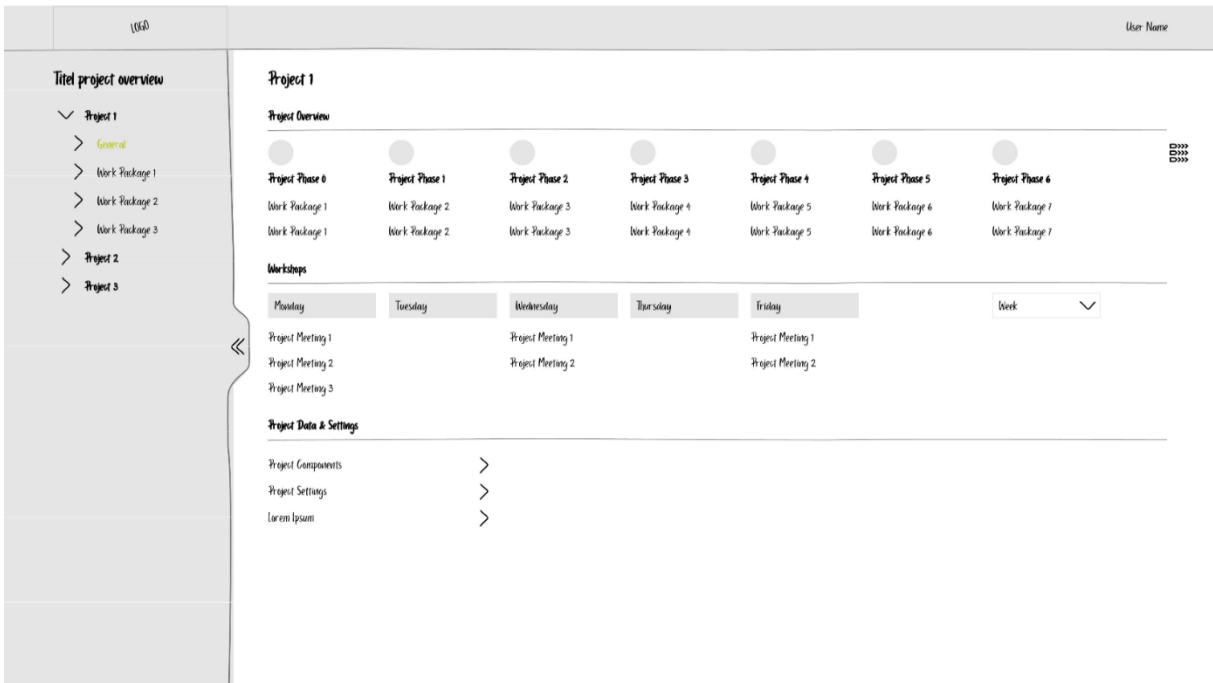 LOGO
User Name
Titel project overview
Project 1
General
Work Package 1
Work Package 2
Work Package 3
Project 2
Project 3
Project 1
Project Overview
Project Phase 0 Project Phase 1 Project Phase 2 Project Phase 3 Project Phase 4 Project Phase 5 Project Phase 6
Work Package 1 Work Package 2 Work Package 3 Work Package 4 Work Package 5 Work Package 6 Work Package 7
Work Package 1 Work Package 2 Work Package 3 Work Package 4 Work Package 5 Work Package 6 Work Package 7
Workshops
Monday Tuesday Wednesday Thursday Friday Week
Project Meeting 1 Project Meeting 1 Project Meeting 1
Project Meeting 2 Project Meeting 2 Project Meeting 2
Project Meeting 3
Project Data & Settings
Project Components
Project Settings
Lorem Ipsum